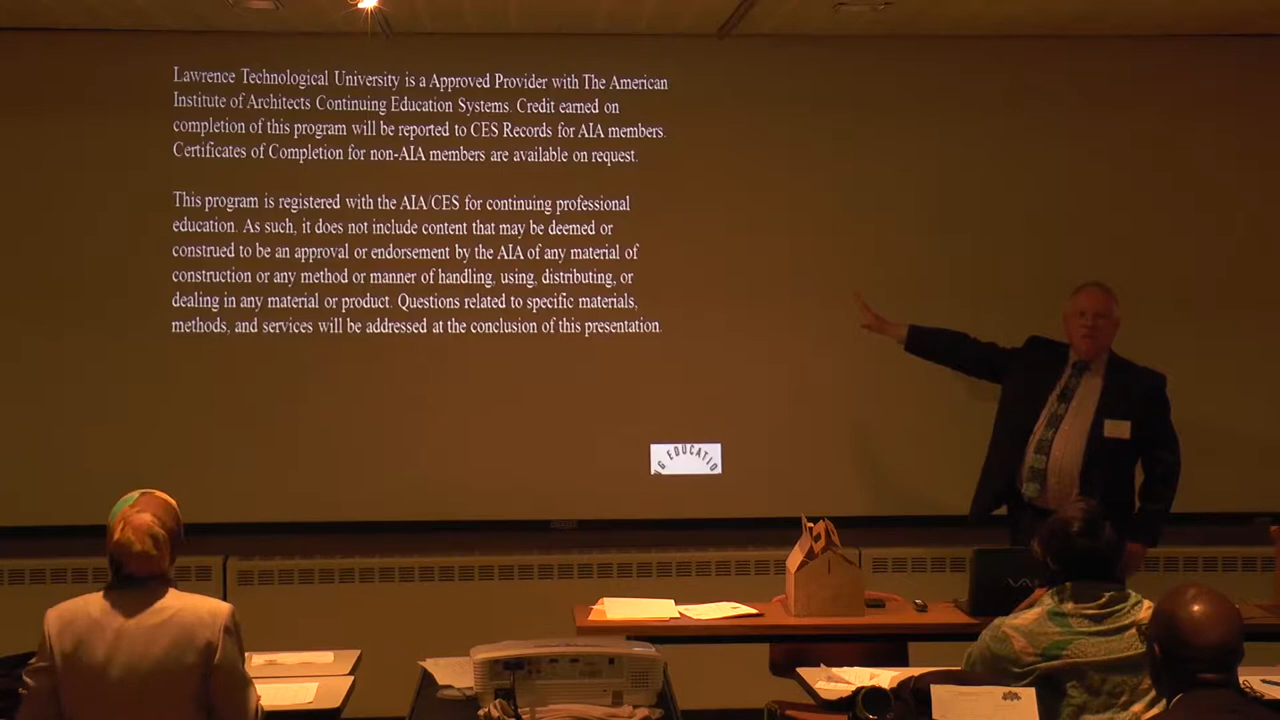 Lawrence Technological University is a Approved Provider with The American
Institute of Architects Continuing Education Systems. Credit earned on
completion of this program will be reported to CES Records for AIA members.
Certificates of Completion for non-AIA members are available on request.
This program is registered with the AIA/CES for continuing professional
education. As such, it does not include content that may be deemed or
construed to be an approval or endorsement by the AIA of any material of
construction or any method or manner of handling, using, distributing, or
dealing in any material or product. Questions related to specific materials,
methods, and services will be addressed at the conclusion of this presentation.
G EDUCATIO
VAIO